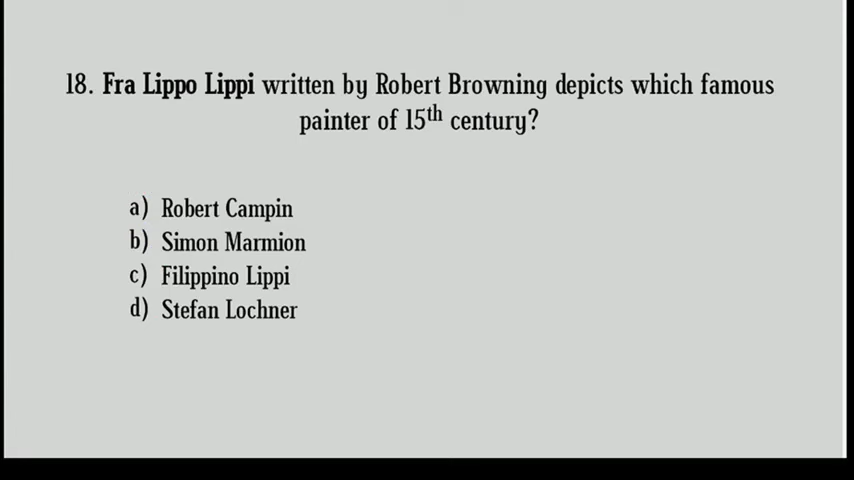 18. Fra Lippo Lippi written by Robert Browning depicts which famous
painter of 15th century?
a) Robert Campin
b) Simon Marmion
c) Filippino Lippi
d) Stefan Lochner